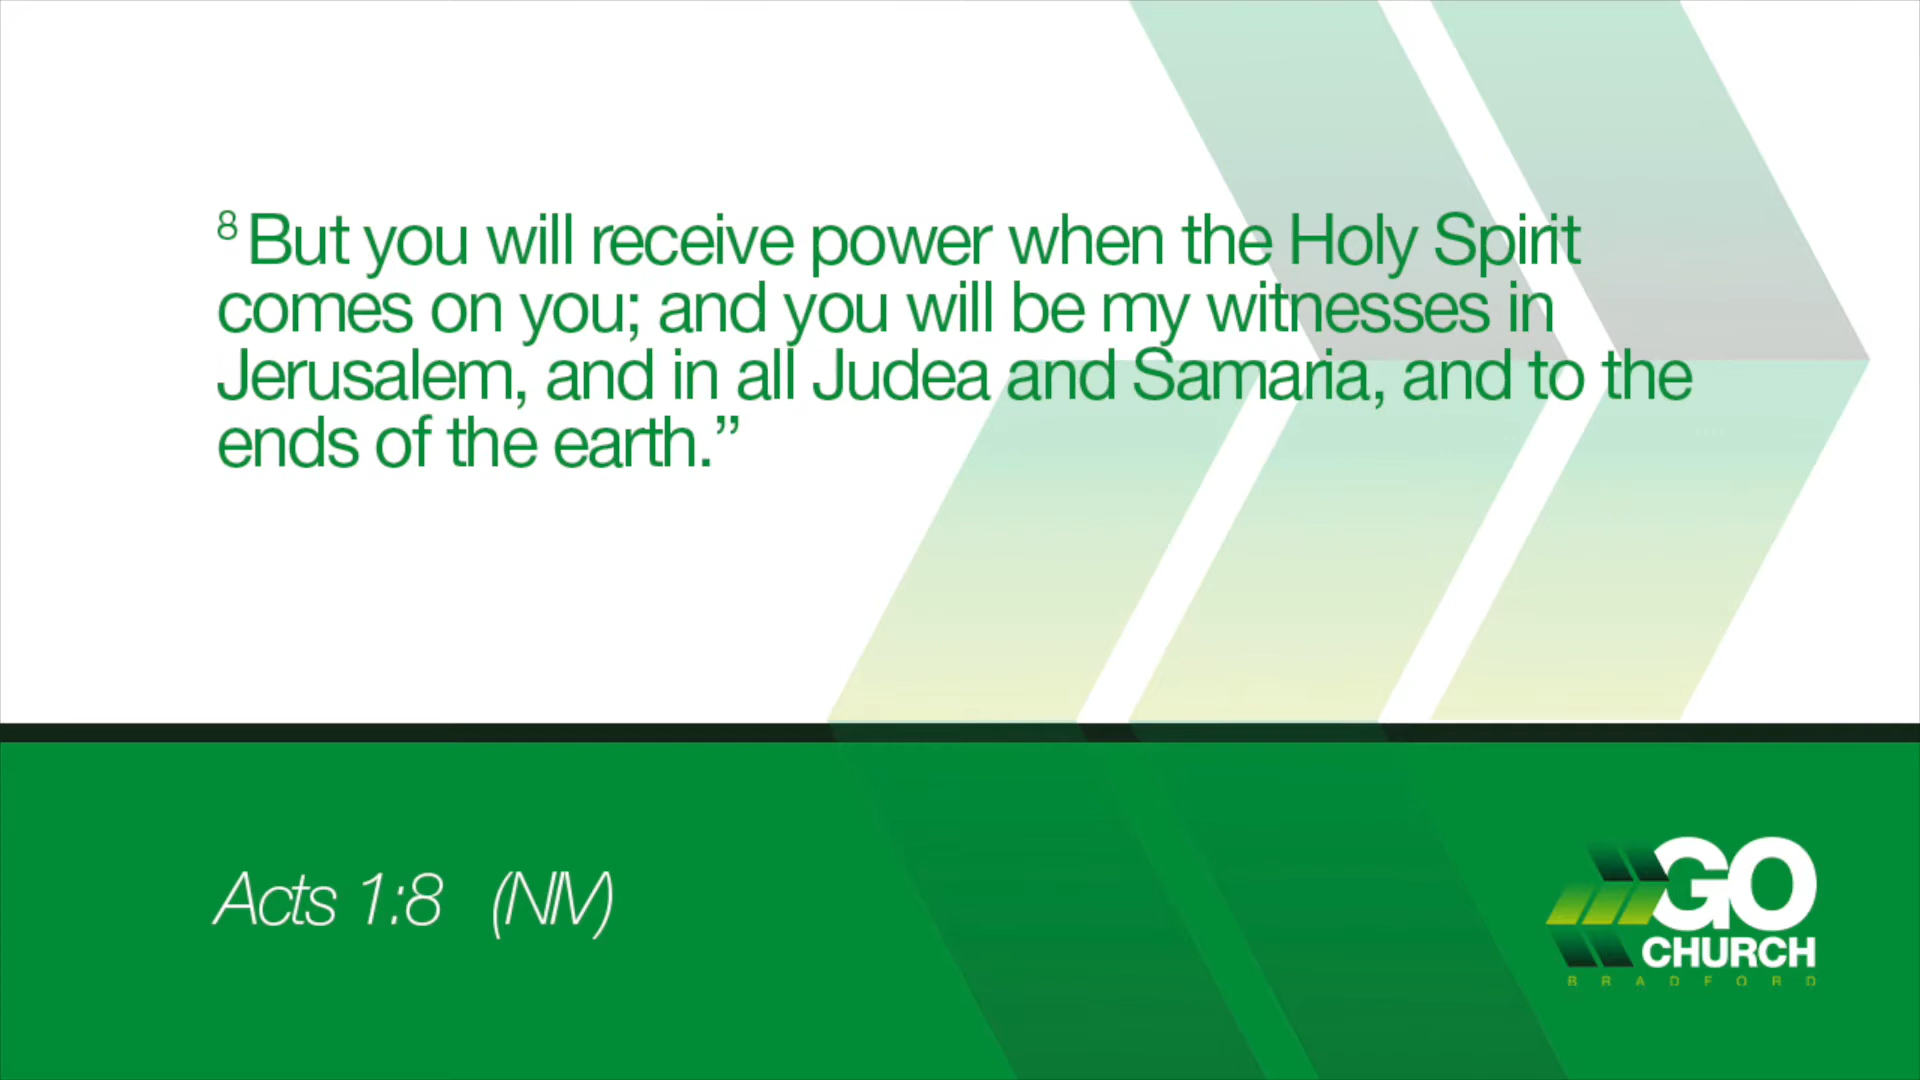 8 But you will receive power when the Holy Spirit
comes on you; and you will be my witnesses in
Jerusalem, and in all Judea and Samaria, and to the
ends of the earth.”
Acts 1:8 (NIV)
GO
CHURCH
BRADFORD